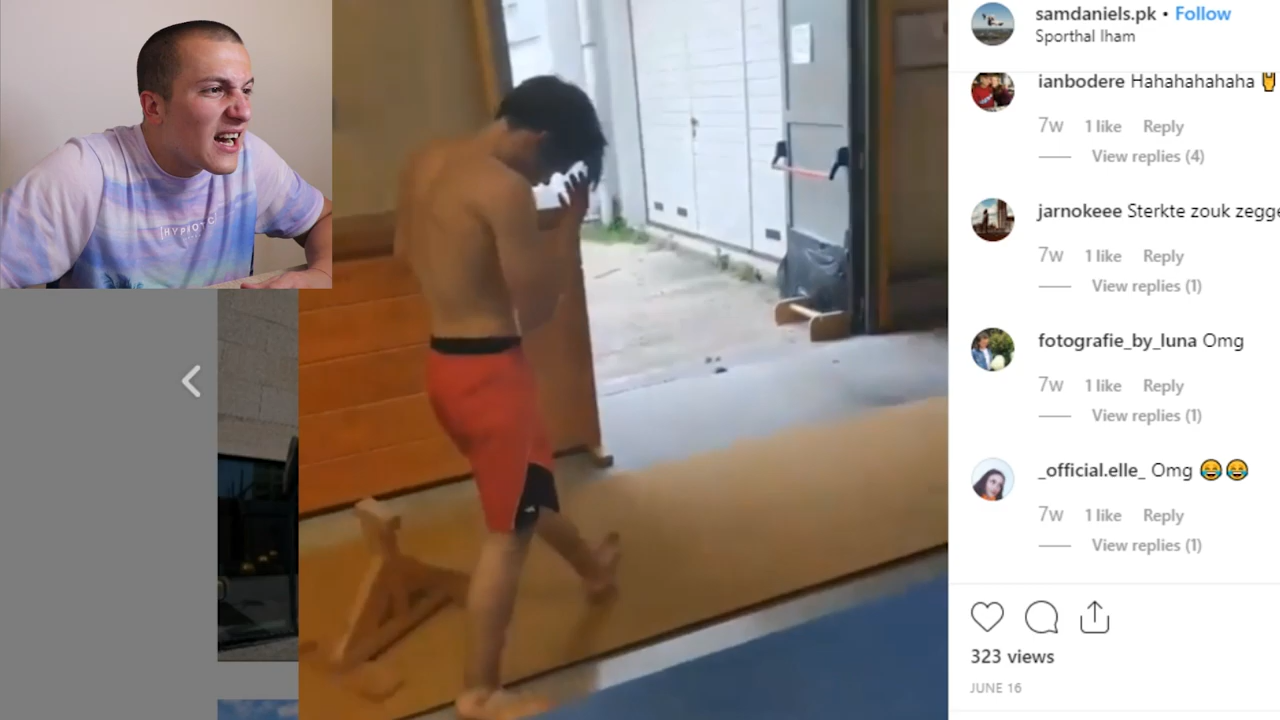 [HYPNOTC]
samdaniels.pk • Follow
Sporthal Iham
ianbodere Hahahahahaha 🤘
7w 1 like Reply
View replies (4)
jarnokeee Sterkte zouk zegge
7w 1 like Reply
View replies (1)
fotografie_by_luna Omg
7w 1 like Reply
View replies (1)
_official.elle_ Omg 😂😂
7w 1 like Reply
View replies (1)
323 views
JUNE 16